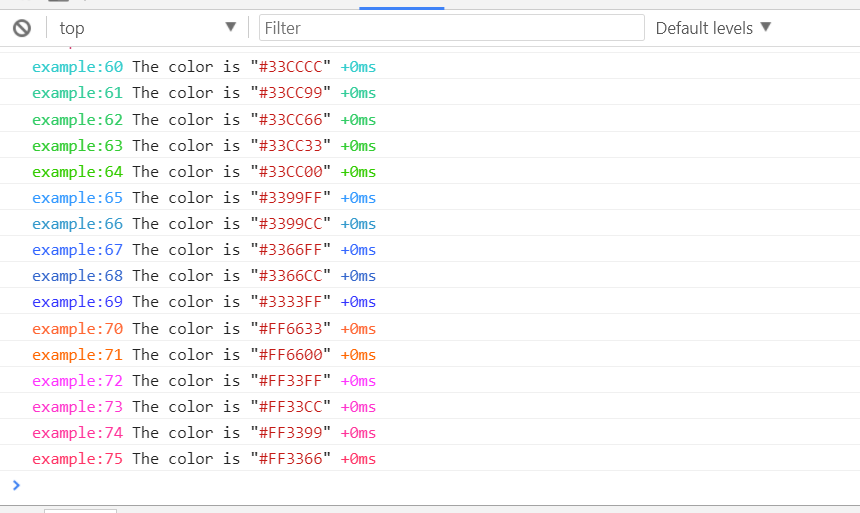 top Filter Default levels
example:60 The color is "#33CCCC" +0ms
example:61 The color is "#33CC99" +0ms
example:62 The color is "#33CC66" +0ms
example:63 The color is "#33CC33" +0ms
example:64 The color is "#33CC00" +0ms
example:65 The color is "#3399FF" +0ms
example:66 The color is "#3399CC" +0ms
example:67 The color is "#3366FF" +0ms
example:68 The color is "#3366CC" +0ms
example:69 The color is "#3333FF" +0ms
example:70 The color is "#FF6633" +0ms
example:71 The color is "#FF6600" +0ms
example:72 The color is "#FF33FF" +0ms
example:73 The color is "#FF33CC" +0ms
example:74 The color is "#FF3399" +0ms
example:75 The color is "#FF3366" +0ms